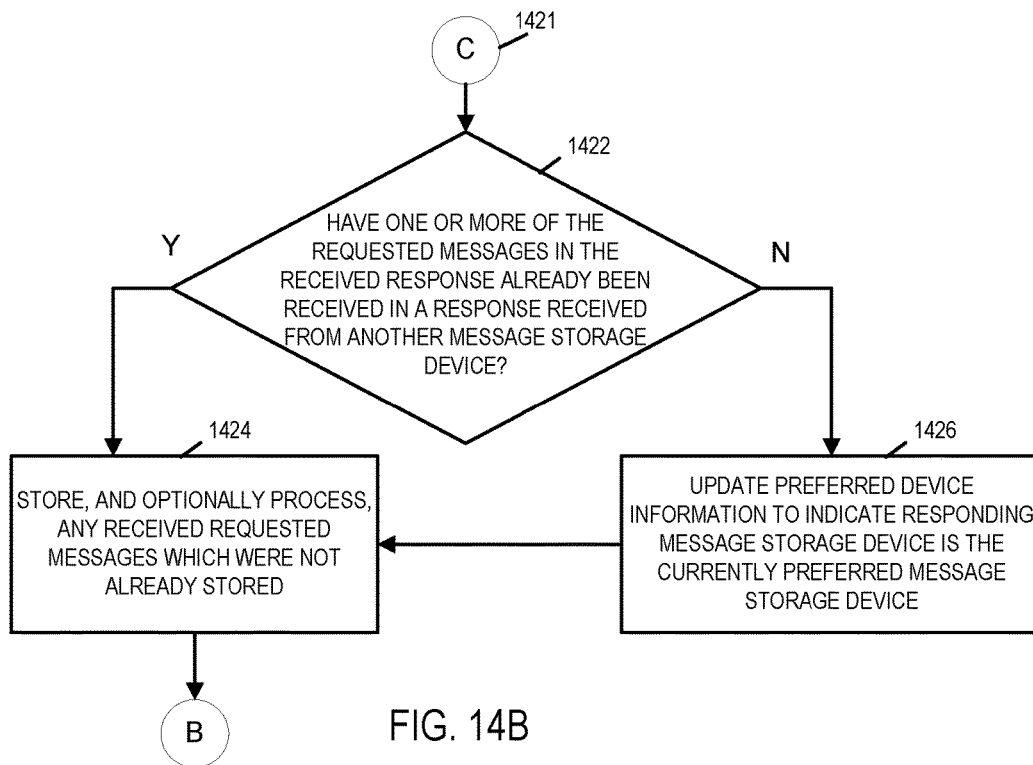 C
1421
1422
HAVE ONE OR MORE OF THE
REQUESTED MESSAGES IN THE
RECEIVED RESPONSE ALREADY BEEN
RECEIVED IN A RESPONSE RECEIVED
FROM ANOTHER MESSAGE STORAGE
DEVICE?
Y
N
1424
STORE, AND OPTIONALLY PROCESS,
ANY RECEIVED REQUESTED
MESSAGES WHICH WERE NOT
ALREADY STORED
1426
UPDATE PREFERRED DEVICE
INFORMATION TO INDICATE RESPONDING
MESSAGE STORAGE DEVICE IS THE
CURRENTLY PREFERRED MESSAGE
STORAGE DEVICE
B
FIG. 14B